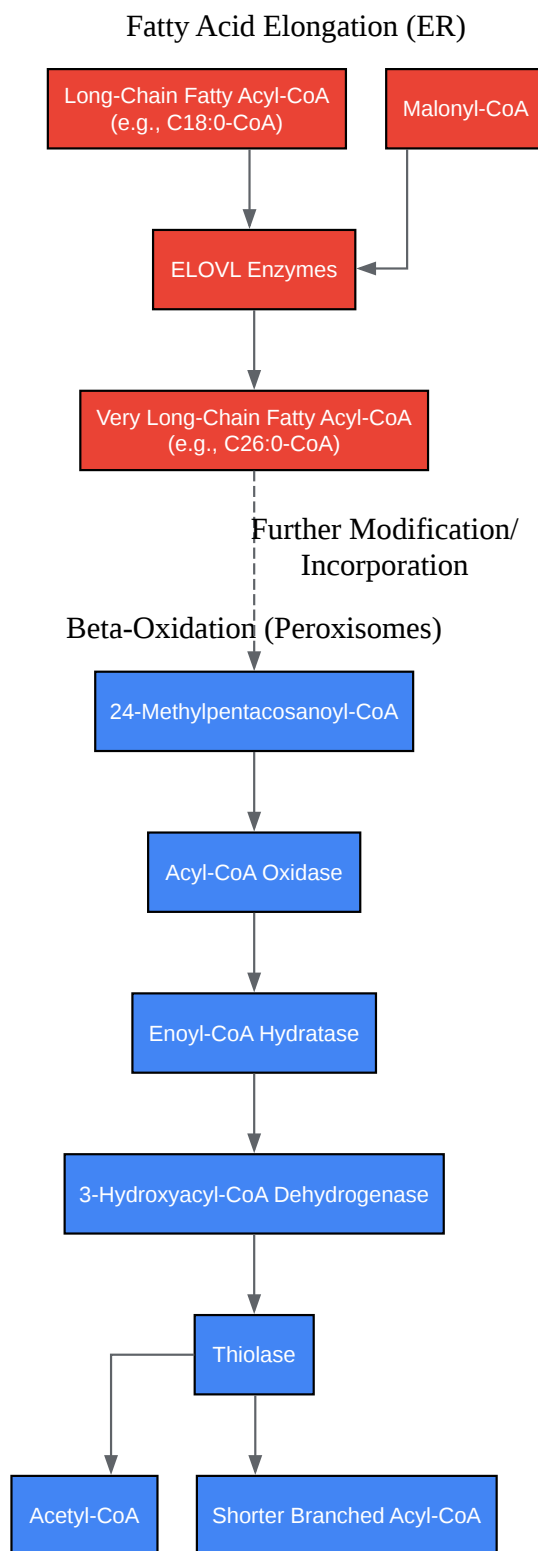 Fatty Acid Elongation (ER)
Long-Chain Fatty Acyl-CoA
(e.g., C18:0-CoA)
Malonyl-CoA
ELOVL Enzymes
Very Long-Chain Fatty Acyl-CoA
(e.g., C26:0-CoA)
Further Modification/
Incorporation
Beta-Oxidation (Peroxisomes)
24-Methylpentacosanoyl-CoA
Acyl-CoA Oxidase
Enoyl-CoA Hydratase
3-Hydroxyacyl-CoA Dehydrogenase
Thiolase
Acetyl-CoA
Shorter Branched Acyl-CoA